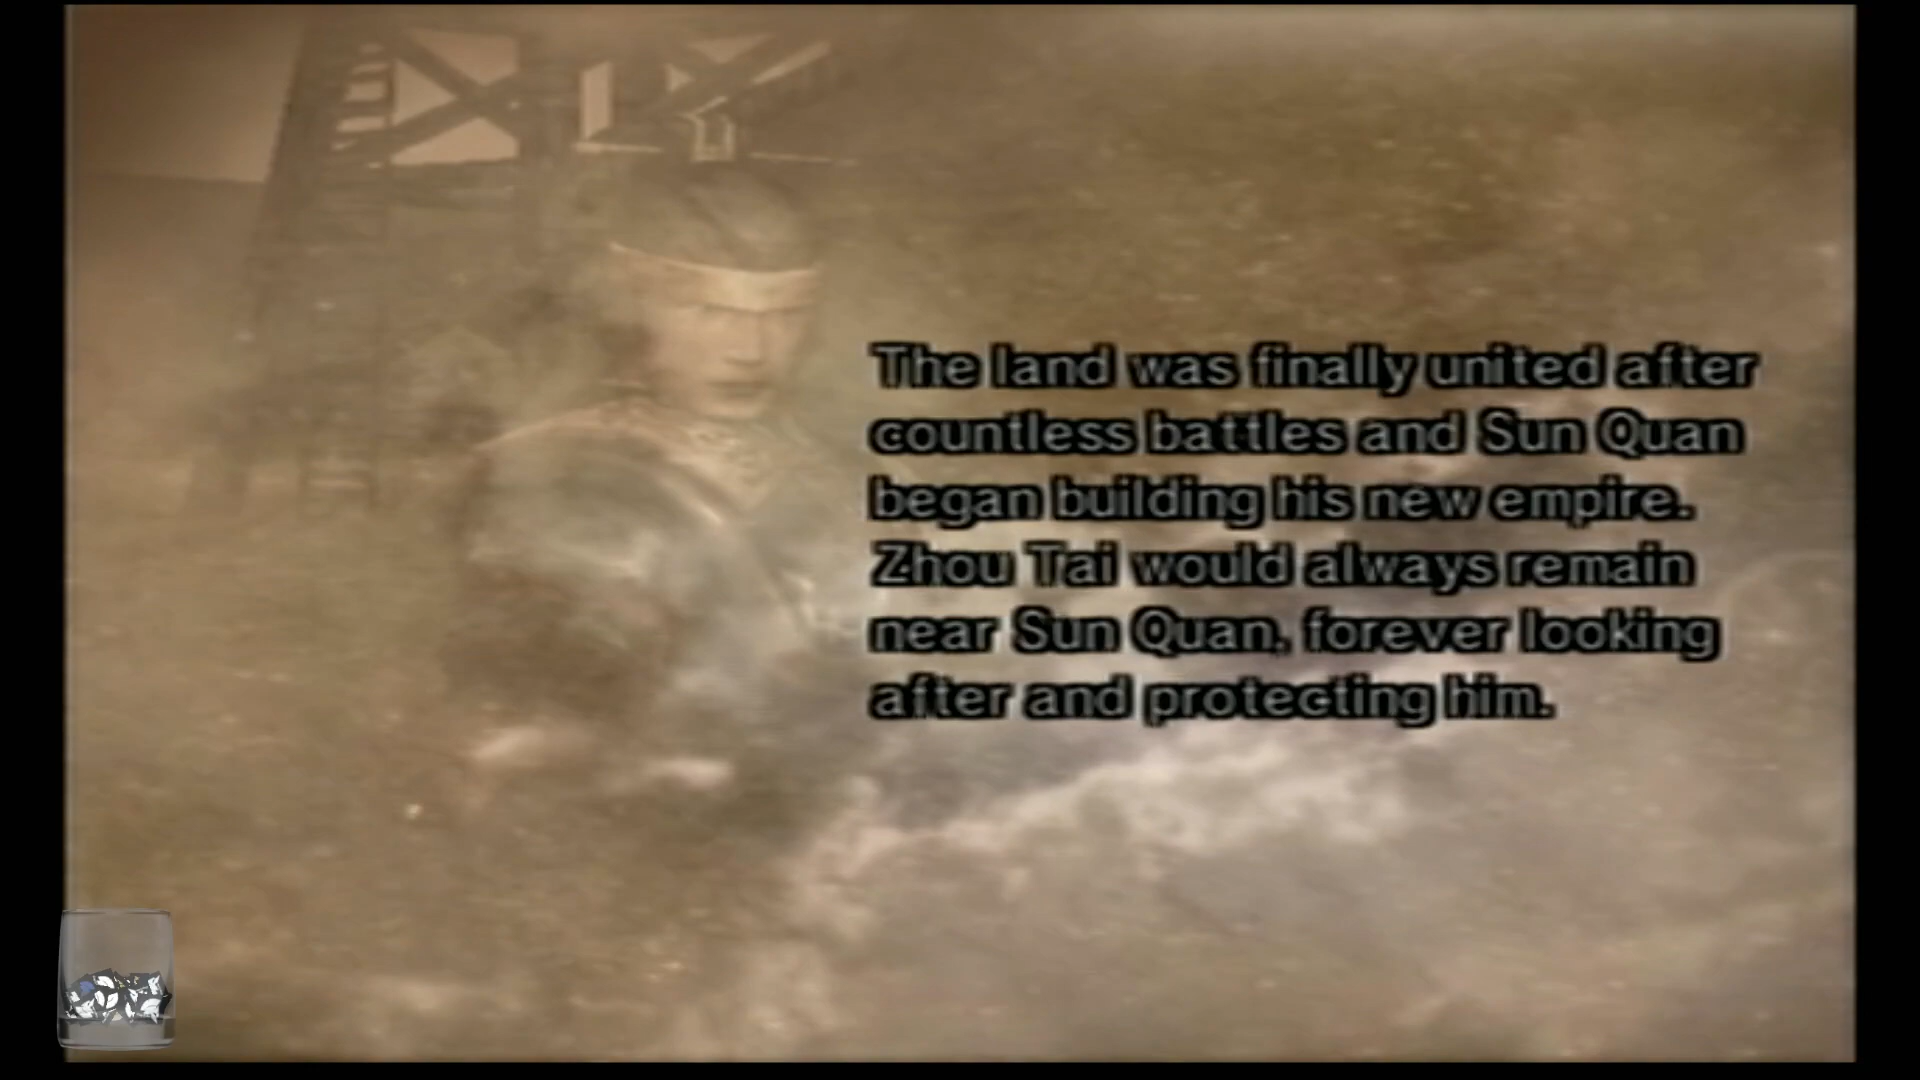 The land was finally united after
countless battles and Sun Quan
began building his new empire.
Zhou Tai would always remain
near Sun Quan, forever looking
after and protecting him.